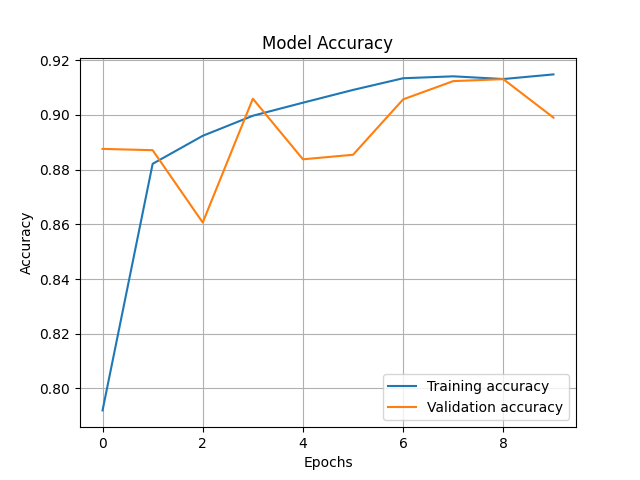 Model Accuracy
0.92
0.90
0.88
0.86
0.84
0.82
0.80
Accuracy
Training accuracy
Validation accuracy
0 2 4 6 8
Epochs